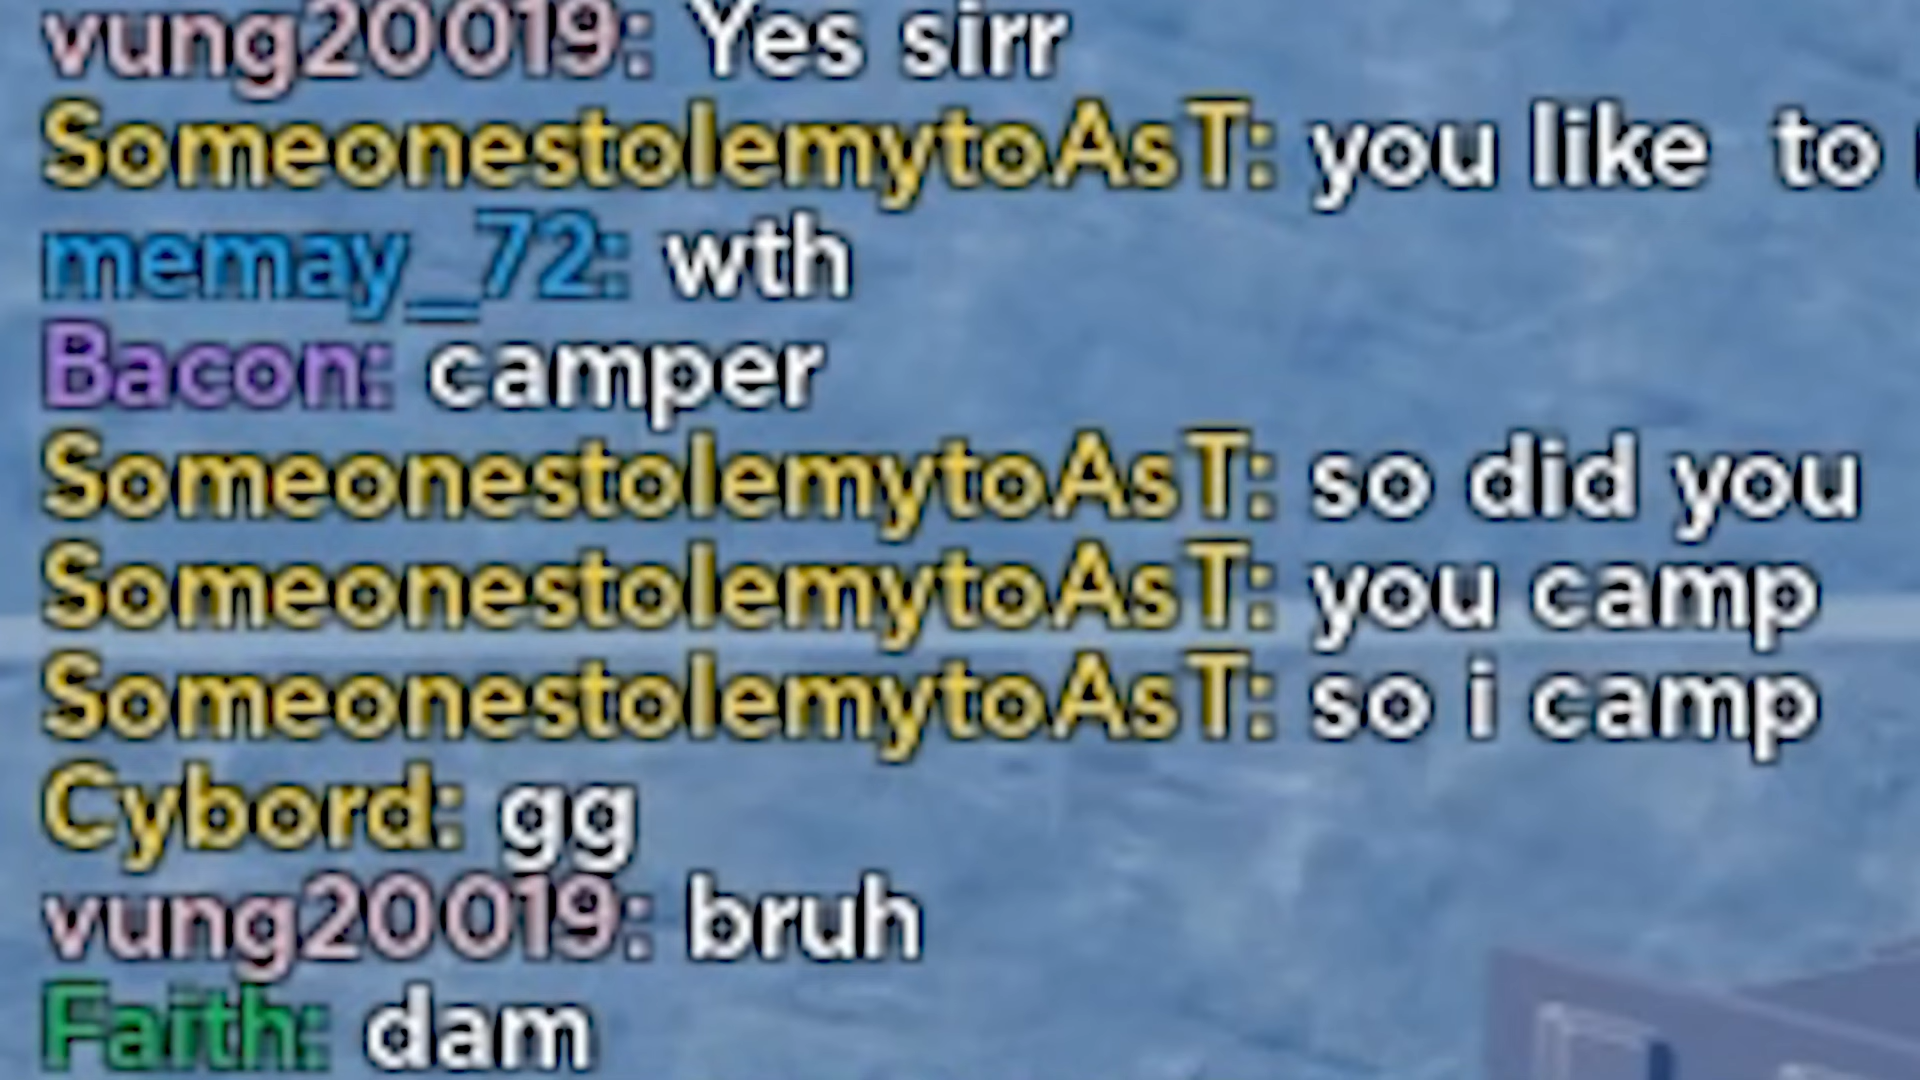 vung20019: Yes sirr
SomeonestolemytoAsT: you like  to
memay_72: wth
Bacon: camper
SomeonestolemytoAsT: so did you
SomeonestolemytoAsT: you camp
SomeonestolemytoAsT: so i camp
Cybord: gg
vung20019: bruh
Faith: dam